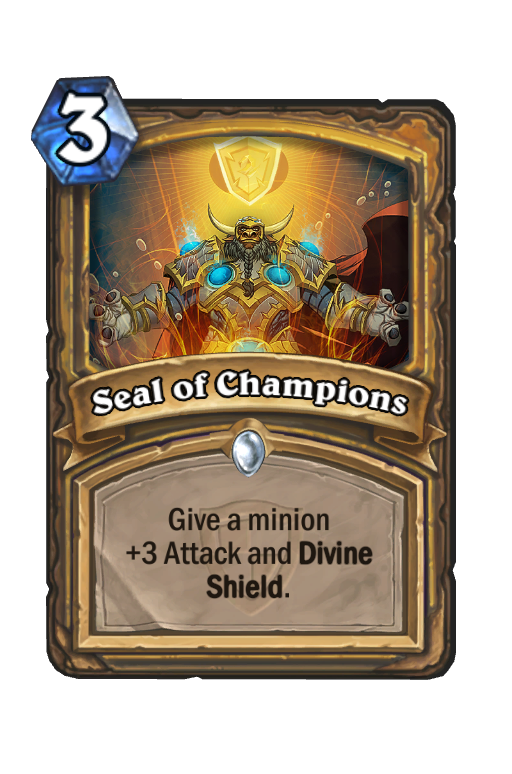 3
Seal of Champions
Give a minion
+3 Attack and Divine
Shield.